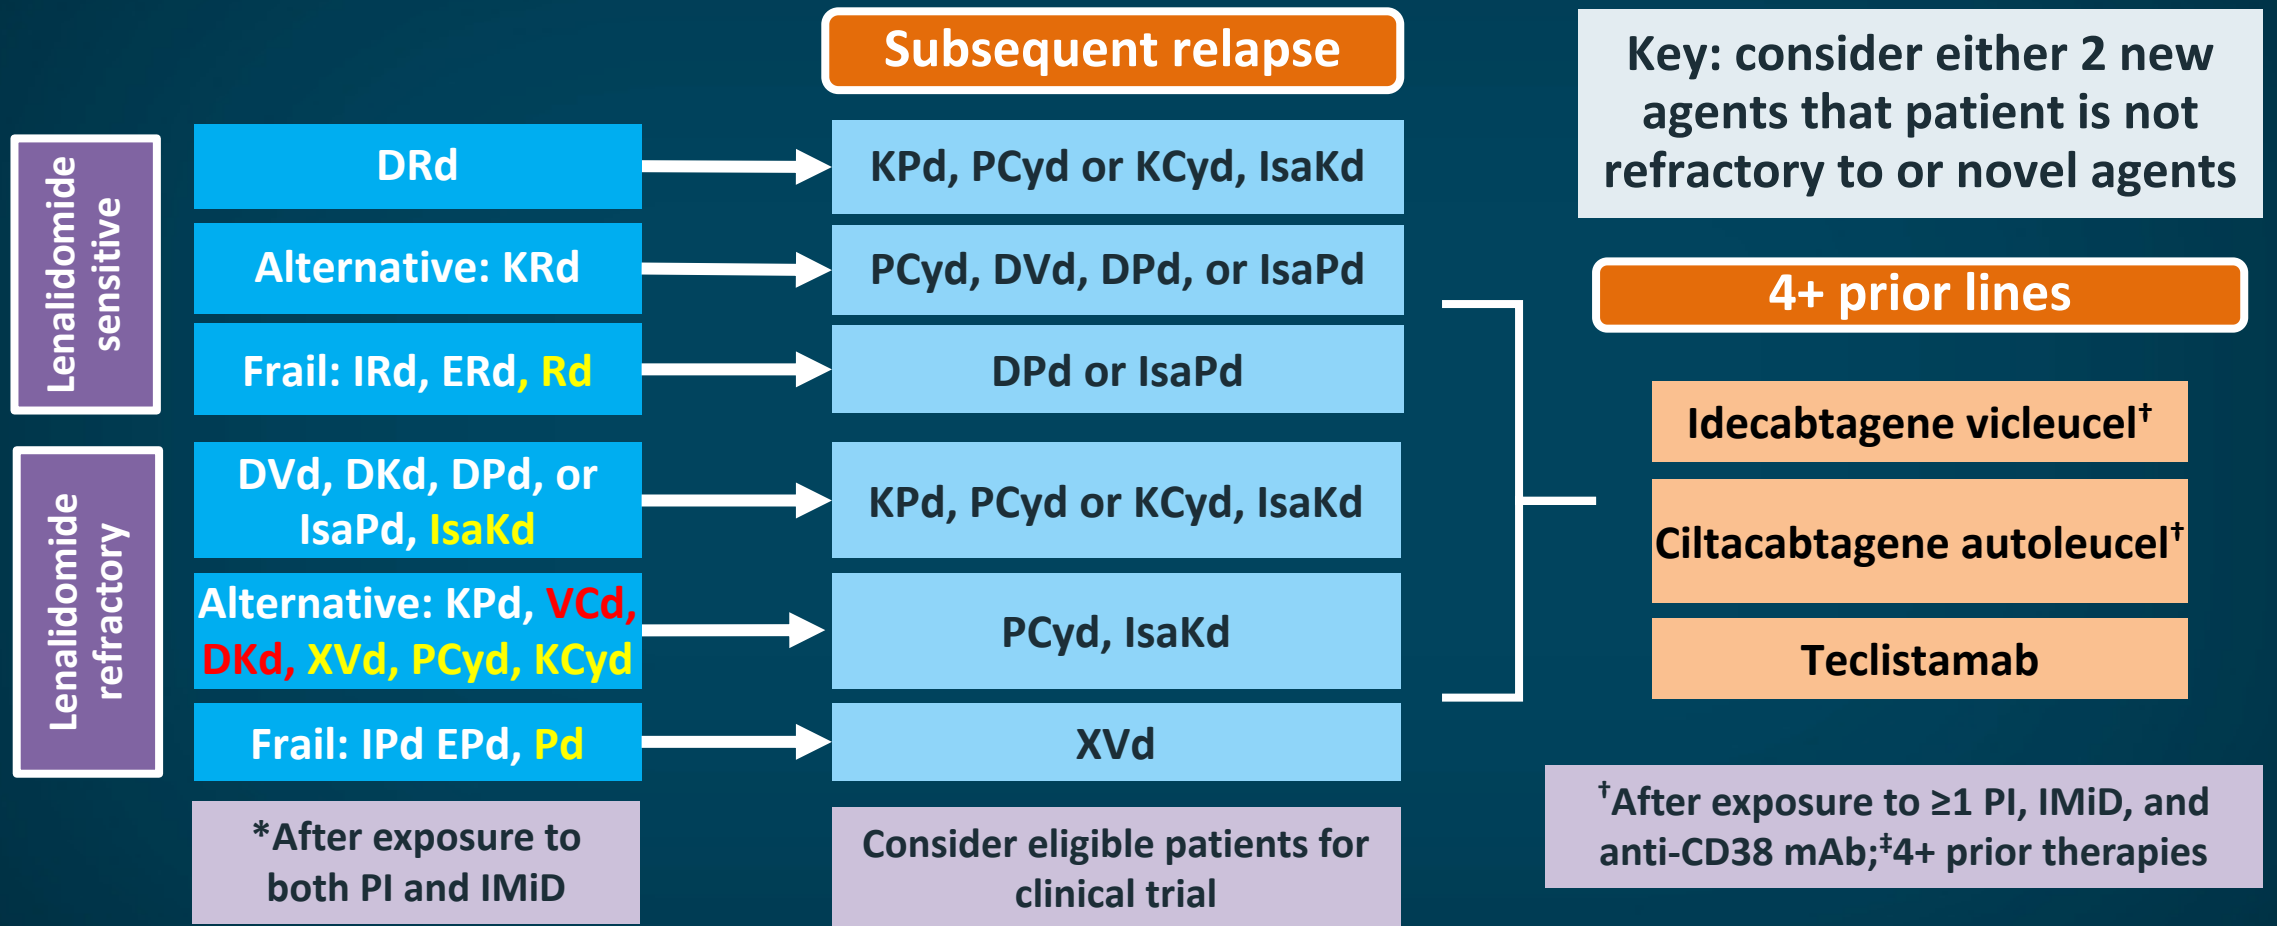 Subsequent relapse
Key: consider either 2 new
agents that patient is not
refractory to or novel agents
Lenalidomide
sensitive
DRd
KPd, PCyd or KCyd, IsaKd
Alternative: KRd
PCyd, DVd, DPd, or IsaPd
Frail: IRd, ERd, Rd
DPd or IsaPd
Lenalidomide
refractory
DVd, DKd, DPd, or
IsaPd, IsaKd
KPd, PCyd or KCyd, IsaKd
Alternative: KPd, VCd,
DKd, XVd, PCyd, KCyd
PCyd, IsaKd
Frail: IPd EPd, Pd
XVd
*After exposure to
both PI and IMiD
Consider eligible patients for
clinical trial
4+ prior lines
Idecabtagene vicleucel†
Ciltacabtagene autoleucel†
Teclistamab
†After exposure to ≥1 PI, IMiD, and
anti-CD38 mAb;‡4+ prior therapies